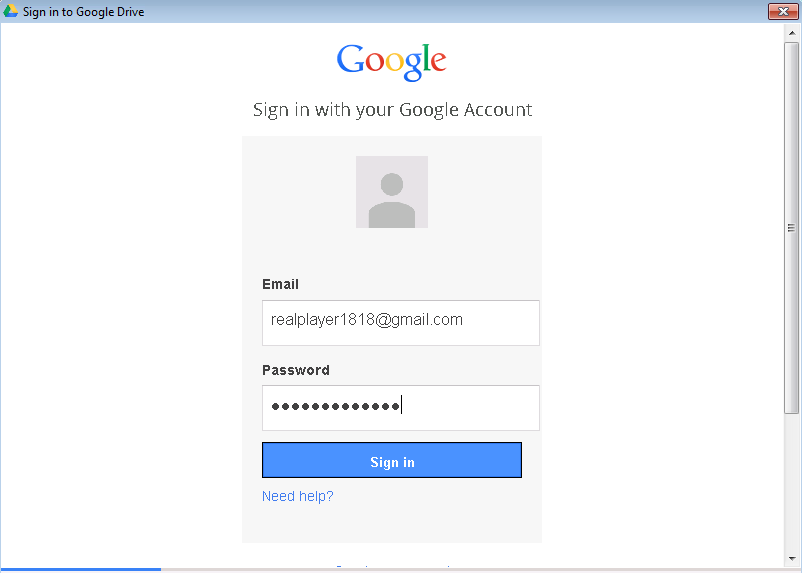 Sign in to Google Drive
Google
Sign in with your Google Account
Email
realplayer1818@gmail.com
Password
Sign in
Need help?